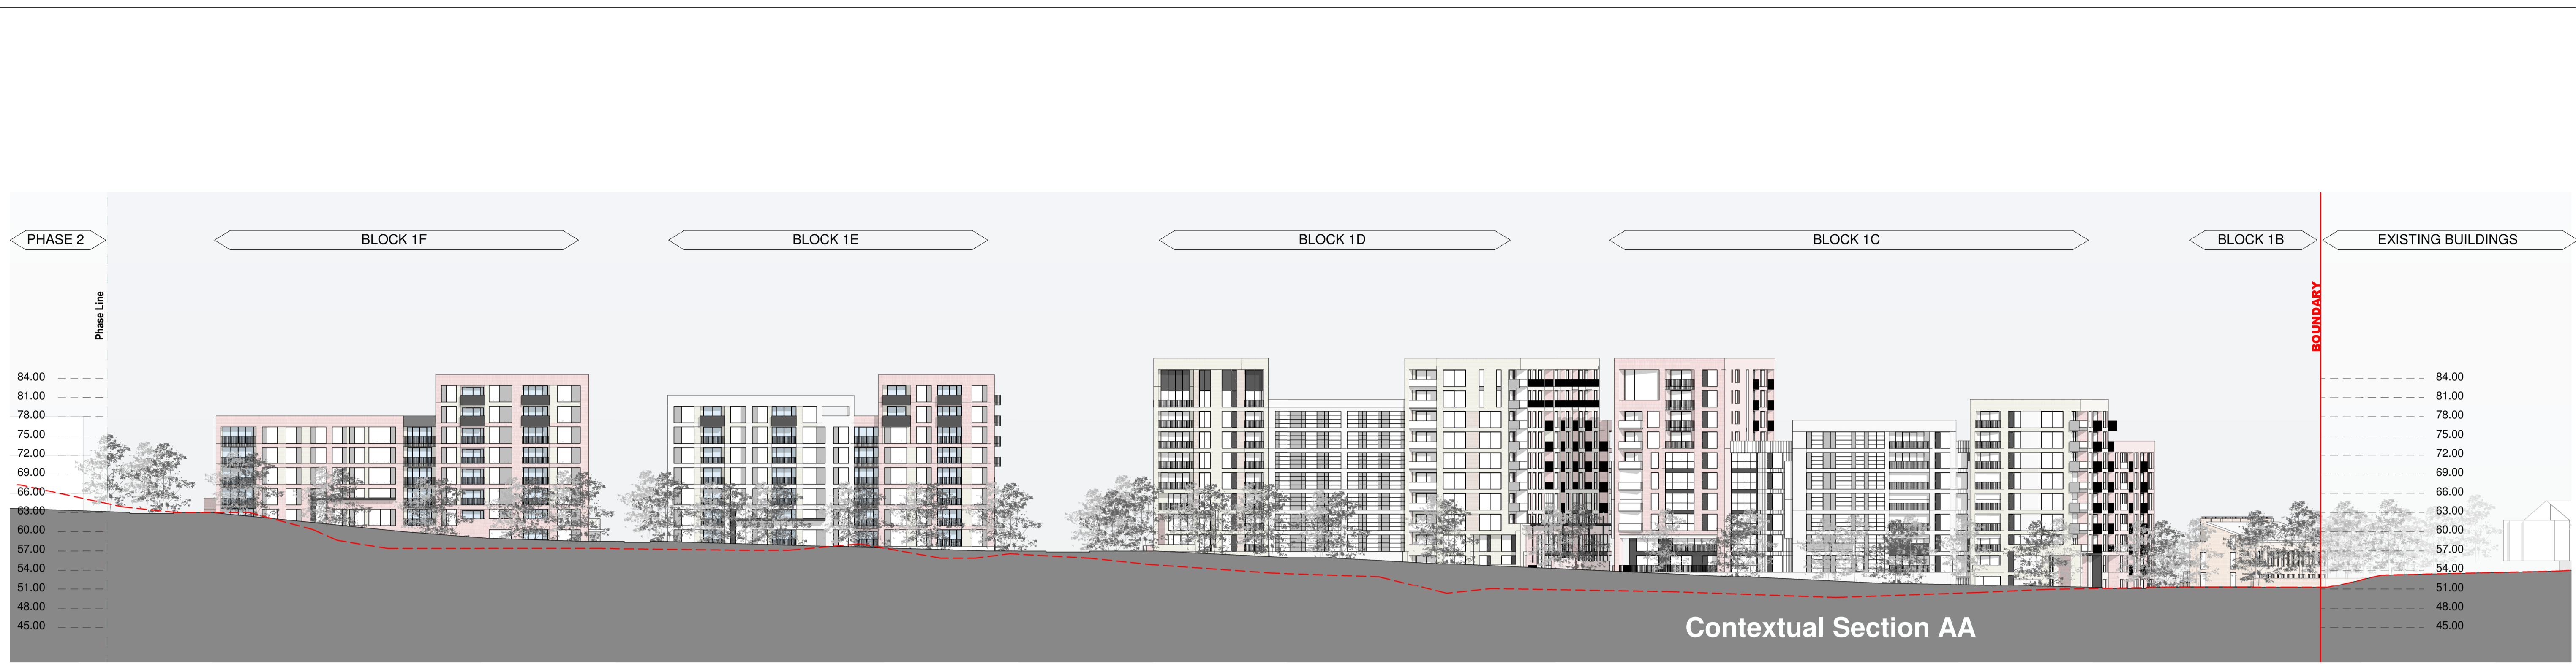 PHASE 2
BLOCK 1F
BLOCK 1E
BLOCK 1D
BLOCK 1C
BLOCK 1B
EXISTING BUILDINGS
Phase Line
BOUNDARY
84.00
81.00
78.00
75.00
72.00
69.00
66.00
63.00
60.00
57.00
54.00
51.00
48.00
45.00
84.00
81.00
78.00
75.00
72.00
69.00
66.00
63.00
60.00
57.00
54.00
51.00
48.00
45.00
Contextual Section AA